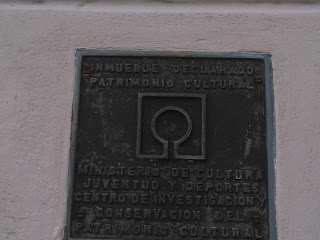 INMUEBLE DECLARADO
PATRIMONIO CULTURAL
MINISTERIO DE CULTURA
JUVENTUD Y DEPORTES
CENTRO DE INVESTIGACION Y
CONSERVACION DEL
PATRIMONIO CULTURAL